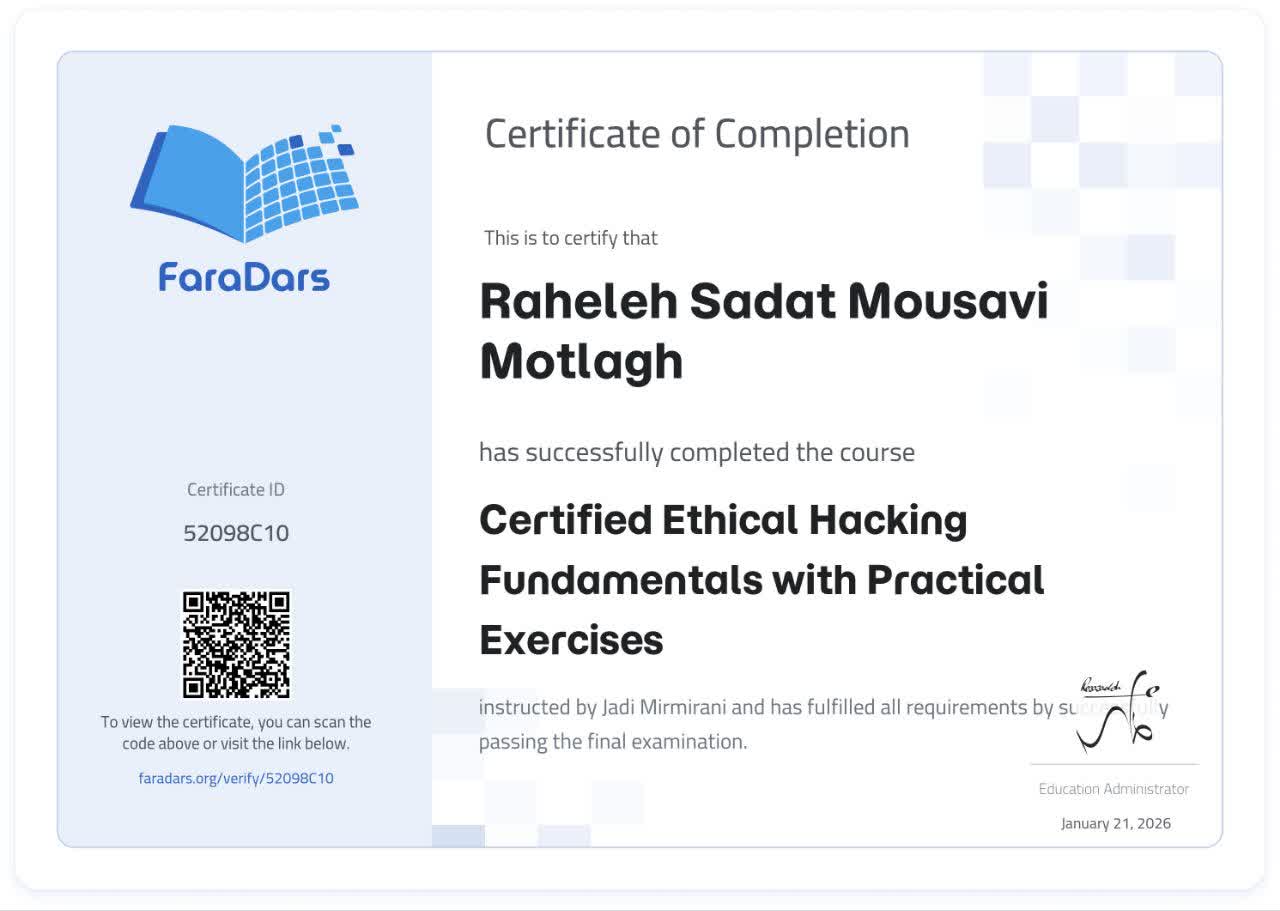 FaraDars
Certificate ID
52098C10
To view the certificate, you can scan the
code above or visit the link below.
faradars.org/verify/52098C10
Certificate of Completion
This is to certify that
Raheleh Sadat Mousavi
Motlagh
has successfully completed the course
Certified Ethical Hacking
Fundamentals with Practical
Exercises
instructed by Jadi Mirmirani and has fulfilled all requirements by successfully
passing the final examination.
Education Administrator
January 21, 2026